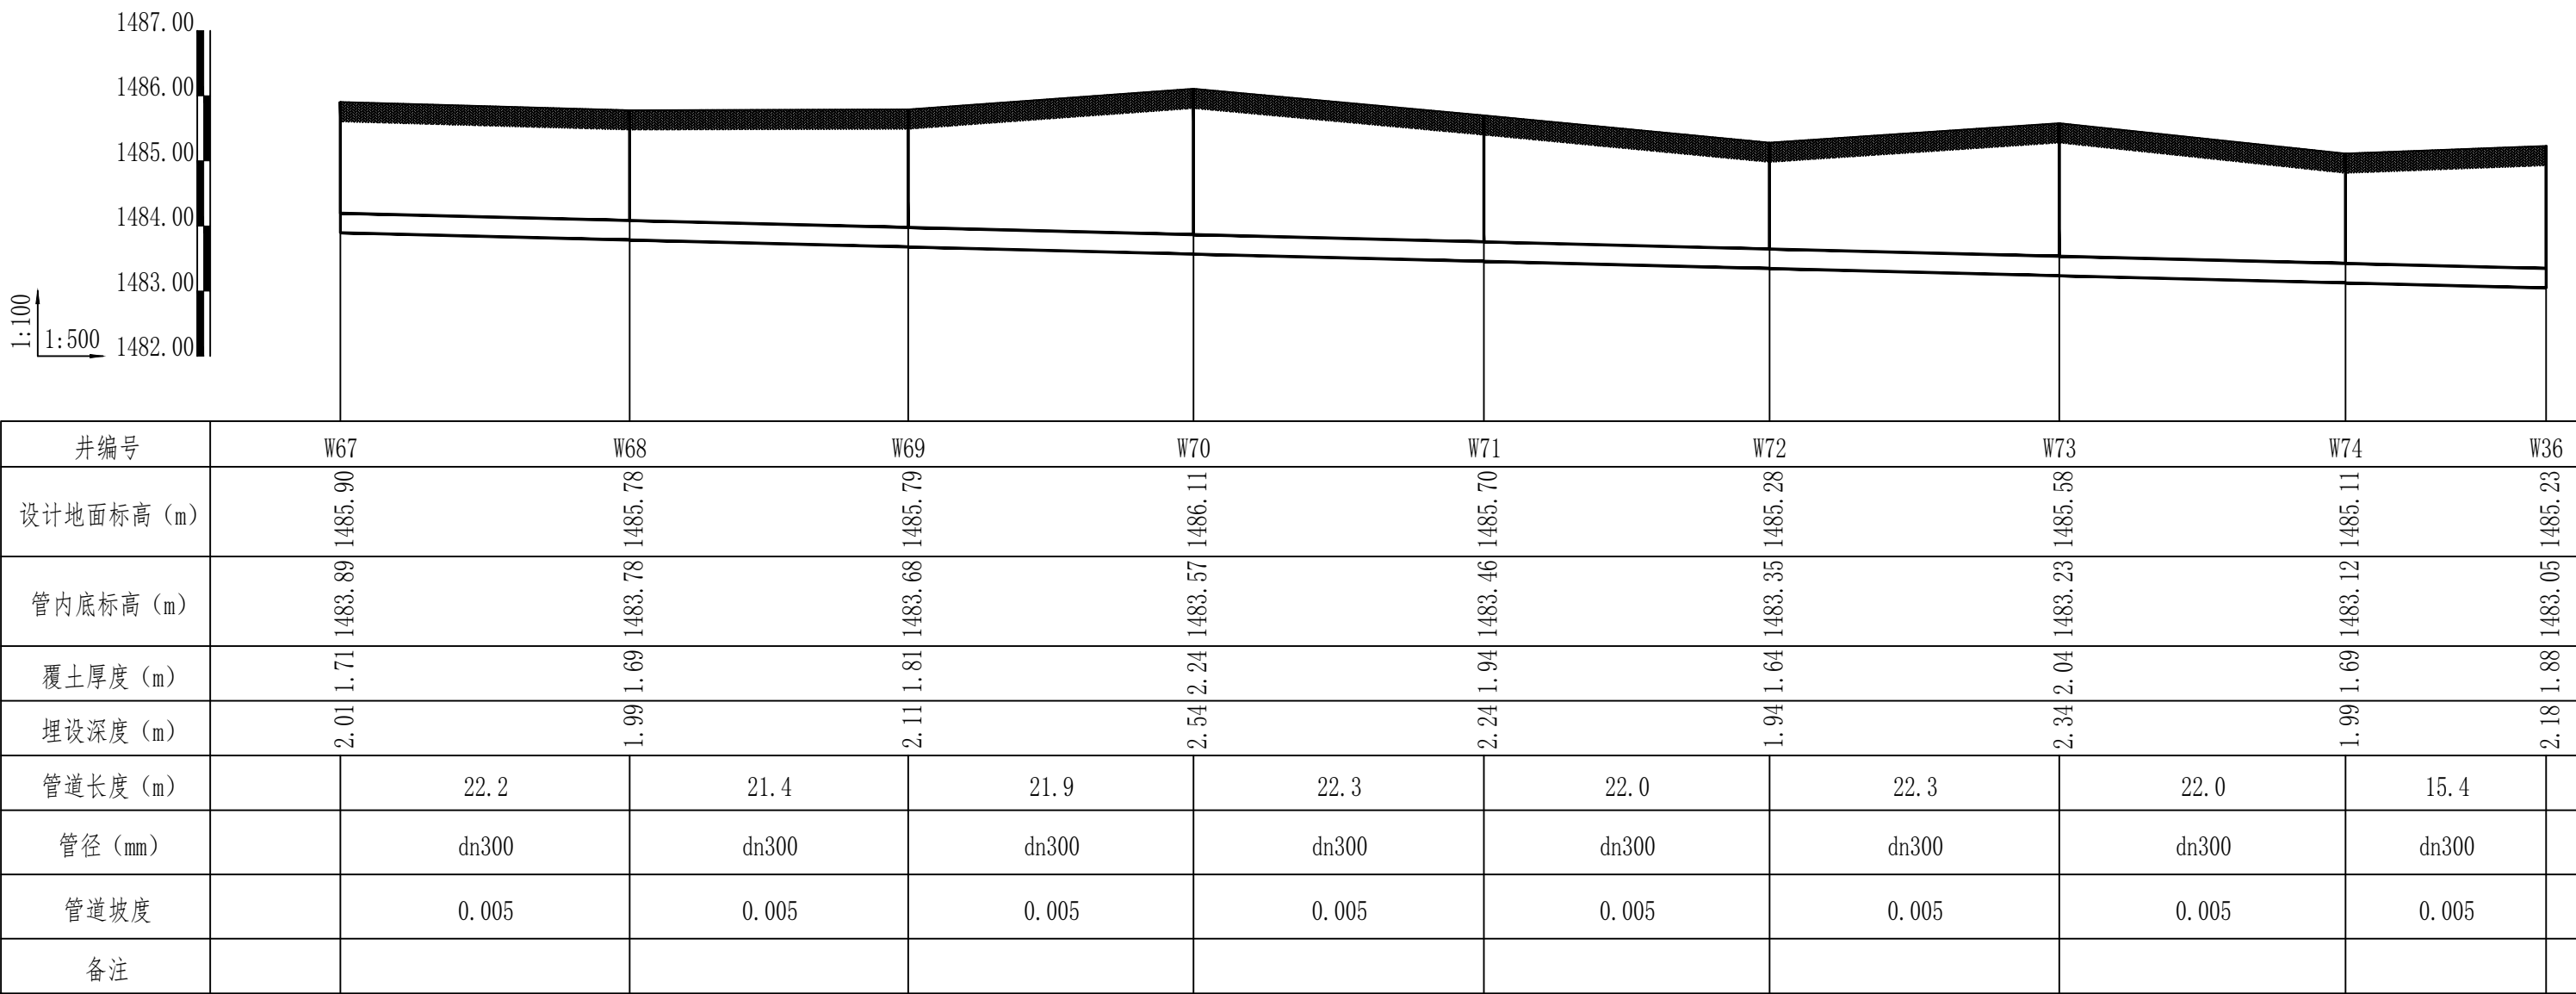 1487.00
1486.00
1485.00
1484.00
1483.00
1482.00
1:100
1:500
井编号 W67 W68 W69 W70 W71 W72 W73 W74 W36
设计地面标高（m） 1485.90 1485.78 1485.79 1486.11 1485.70 1485.28 1485.58 1485.11 1485.23
管内底标高（m） 1483.89 1483.78 1483.68 1483.57 1483.46 1483.35 1483.23 1483.12 1483.05
覆土厚度（m） 1.71 1.69 1.81 2.24 1.94 1.64 2.04 1.69 1.88
埋设深度（m） 2.01 1.99 2.11 2.54 2.24 1.94 2.34 1.99 2.18
管道长度（m） 22.2 21.4 21.9 22.3 22.0 22.3 22.0 15.4
管径（mm） dn300 dn300 dn300 dn300 dn300 dn300 dn300 dn300
管道坡度 0.005 0.005 0.005 0.005 0.005 0.005 0.005 0.005
备注